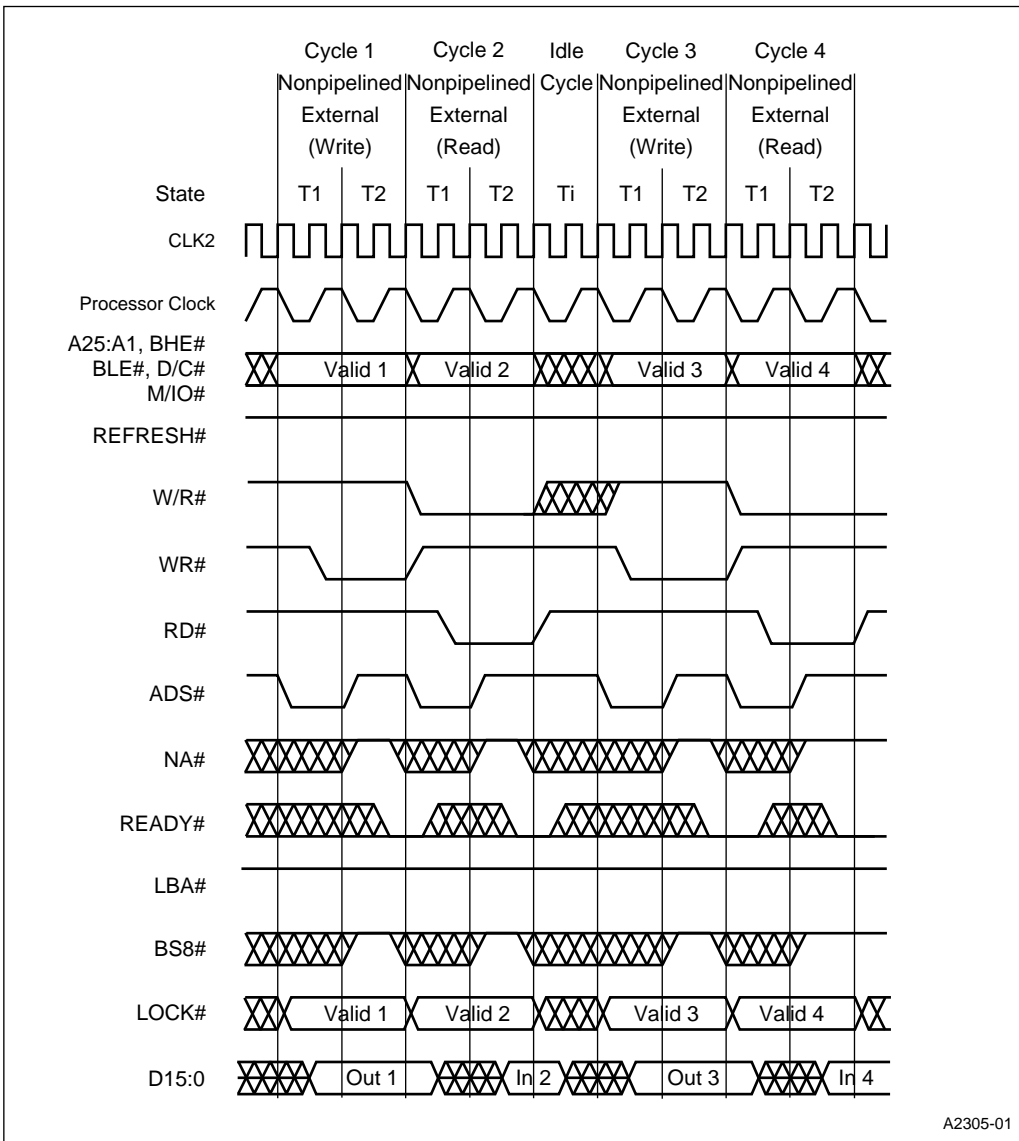 Cycle 1 Cycle 2 Idle Cycle 3 Cycle 4
Nonpipelined Nonpipelined Cycle Nonpipelined Nonpipelined
External External External External
(Write) (Read) (Write) (Read)
State T1 T2 T1 T2 Ti T1 T2 T1 T2
CLK2
Processor Clock
A25:A1, BHE#
BLE#, D/C# Valid 1 Valid 2 Valid 3 Valid 4
M/IO#
REFRESH#
W/R#
WR#
RD#
ADS#
NA#
READY#
LBA#
BS8#
LOCK# Valid 1 Valid 2 Valid 3 Valid 4
D15:0 Out 1 In 2 Out 3 In 4
A2305-01